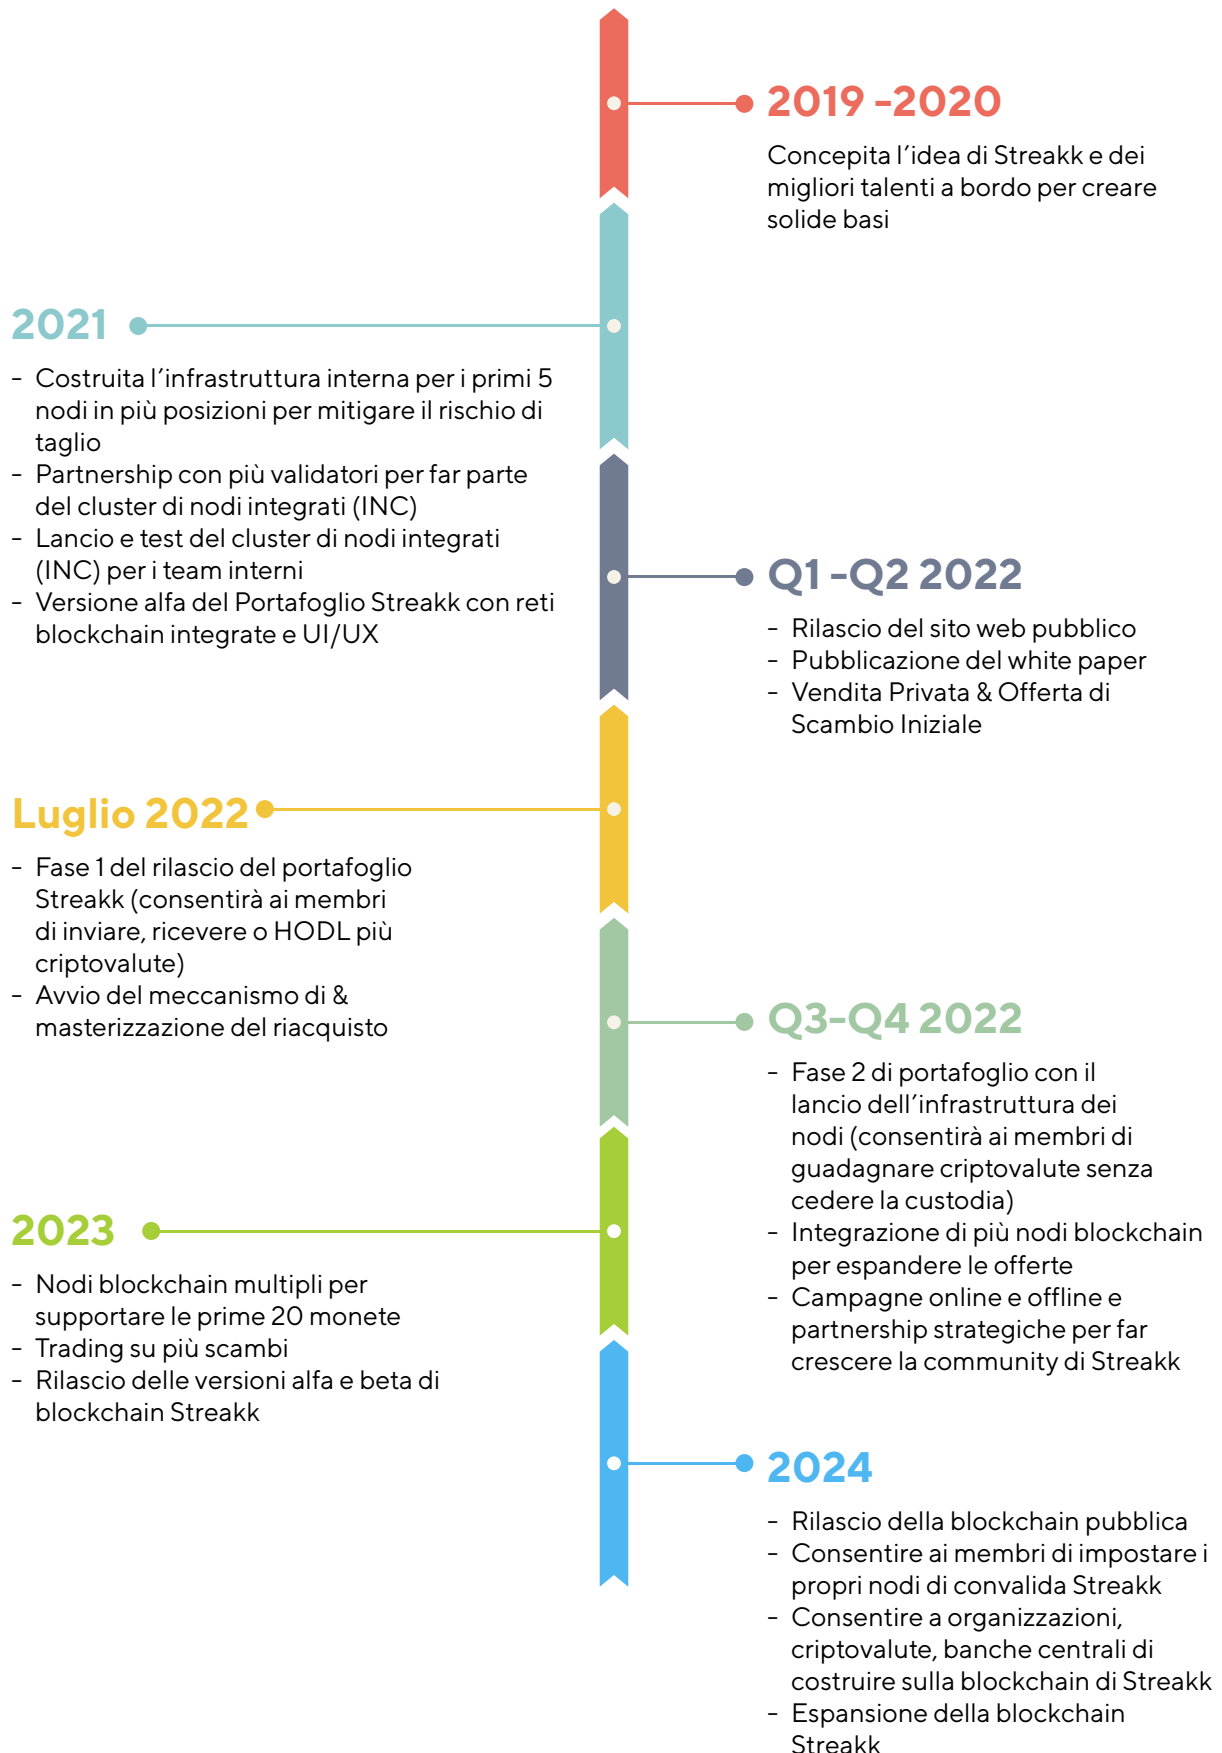 2019 -2020
Concepita l’idea di Streakk e dei
migliori talenti a bordo per creare
solide basi
2021
- Costruita l’infrastruttura interna per i primi 5
nodi in più posizioni per mitigare il rischio di
taglio
- Partnership con più validatori per far parte
del cluster di nodi integrati (INC)
- Lancio e test del cluster di nodi integrati
(INC) per i team interni
- Versione alfa del Portafoglio Streakk con reti
blockchain integrate e UI/UX
Q1 -Q2 2022
- Rilascio del sito web pubblico
- Pubblicazione del white paper
- Vendita Privata & Offerta di
Scambio Iniziale
Luglio 2022
- Fase 1 del rilascio del portafoglio
Streakk (consentirà ai membri
di inviare, ricevere o HODL più
criptovalute)
- Avvio del meccanismo di &
masterizzazione del riacquisto
Q3-Q4 2022
- Fase 2 di portafoglio con il
lancio dell’infrastruttura dei
nodi (consentirà ai membri di
guadagnare criptovalute senza
cedere la custodia)
- Integrazione di più nodi blockchain
per espandere le offerte
- Campagne online e offline e
partnership strategiche per far
crescere la community di Streakk
2023
- Nodi blockchain multipli per
supportare le prime 20 monete
- Trading su più scambi
- Rilascio delle versioni alfa e beta di
blockchain Streakk
2024
- Rilascio della blockchain pubblica
- Consentire ai membri di impostare i
propri nodi di convalida Streakk
- Consentire a organizzazioni,
criptovalute, banche centrali di
costruire sulla blockchain di Streakk
- Espansione della blockchain
Streakk